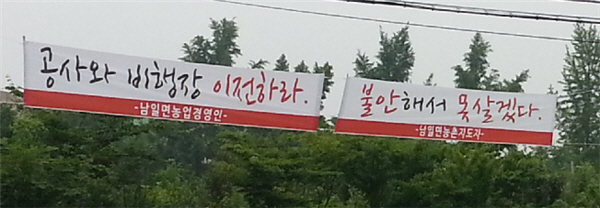 공사와 비행장 이전하라.
-남일면농업경영인-
불안해서 못살겠다.
-남일면농촌지도자-